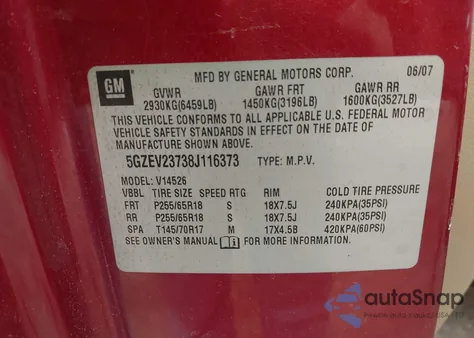 GM
MFD BY GENERAL MOTORS CORP. 06/07
GVWR GAWR FRT GAWR RR
2930KG(6459LB) 1450KG(3196LB) 1600KG(3527LB)
THIS VEHICLE CONFORMS TO ALL APPLICABLE U.S. FEDERAL MOTOR
VEHICLE SAFETY STANDARDS IN EFFECT ON THE DATE OF
MANUFACTURE SHOWN ABOVE.
5GZEV23738J116373 TYPE: M.P.V.
MODEL: V14526
VBBL TIRE SIZE SPEED RTG RIM COLD TIRE PRESSURE
FRT P255/65R18 S 18X7.5J 240KPA(35PSI)
RR P255/65R18 S 18X7.5J 240KPA(35PSI)
SPA T145/70R17 M 17X4.5B 420KPA(60PSI)
SEE OWNER'S MANUAL FOR MORE INFORMATION.
autoSnap